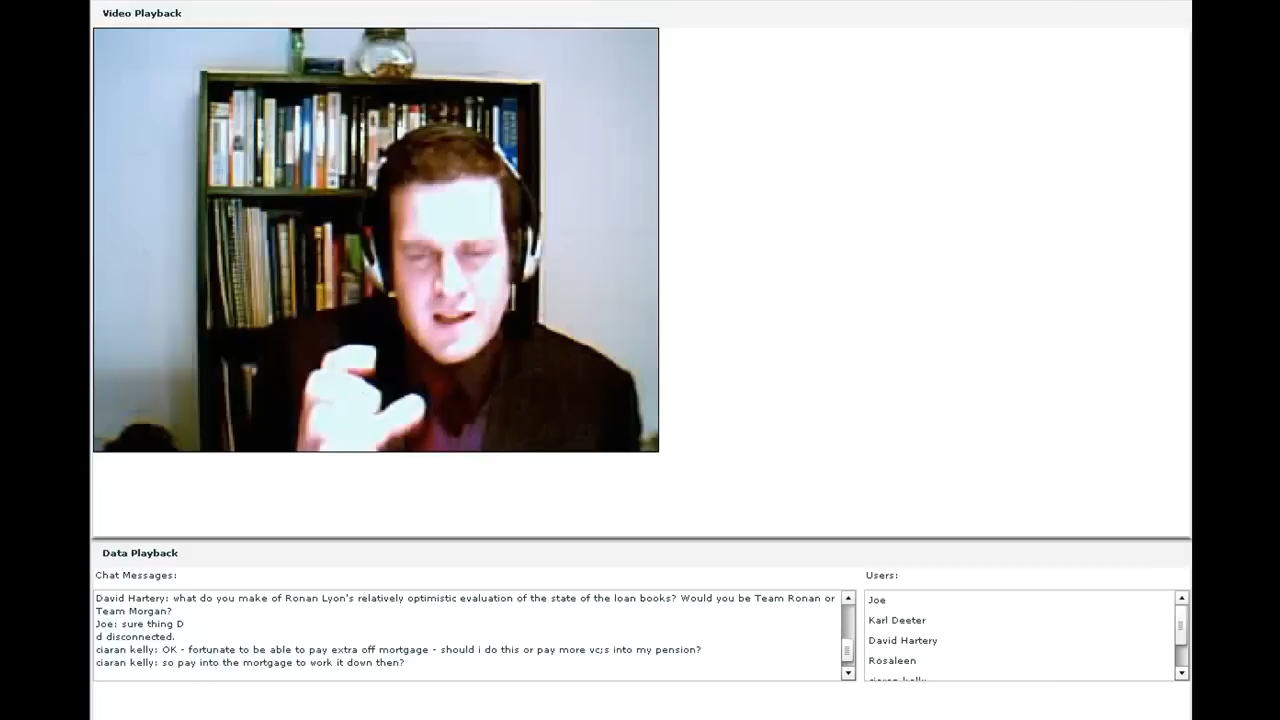 Video Playback
Data Playback
Chat Messages:
David Hartery: what do you make of Ronan Lyon's relatively optimistic evaluation of the state of the loan books? Would you be Team Ronan or
Team Morgan?
Joe: sure thing D
d disconnected.
ciaran kelly: OK - fortunate to be able to pay extra off mortgage - should i do this or pay more vc;s into my pension?
ciaran kelly: so pay into the mortgage to work it down then?
Users:
Joe
Karl Deeter
David Hartery
Rosaleen
ciaran kelly